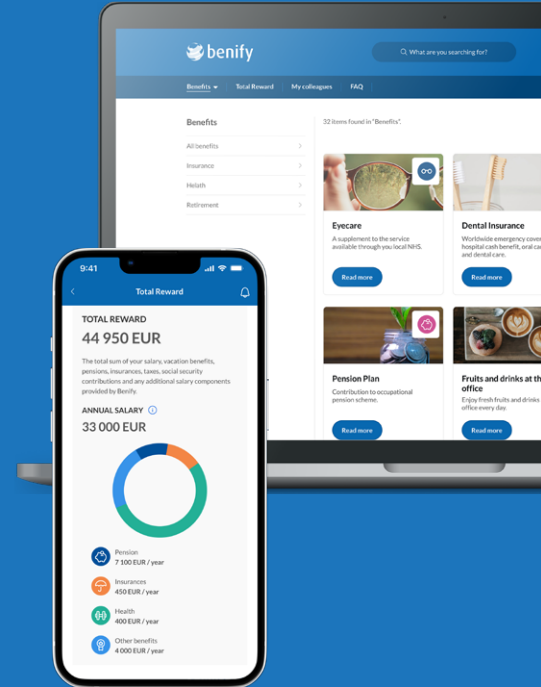 benify
What are you searching for?
Benefits
Total Reward
My colleagues
FAQ
Benefits
32 items found in "Benefits".
All benefits
Insurance
Helath
Retirement
Eyecare
A supplement to the service
available through you local NHS.
Read more
Dental Insurance
Worldwide emergency cover
hospital cash benefit, oral ca
and dental care.
Read more
Pension Plan
Contribution to occupational
pension scheme.
Read more
Fruits and drinks at th
office
Enjoy fresh fruits and drinks
office every day
Read more
9:41
Total Reward
TOTAL REWARD
44 950 EUR
The total sum of your salary, vacation benefits,
pensions, insurances, taxes, social security
contributions and any additional salary components
provided by Benify.
ANNUAL SALARY
33 000 EUR
Pension
7 100 EUR / year
Insurances
450 EUR / year
Health
400 EUR / year
Other benefits
4 000 EUR / year